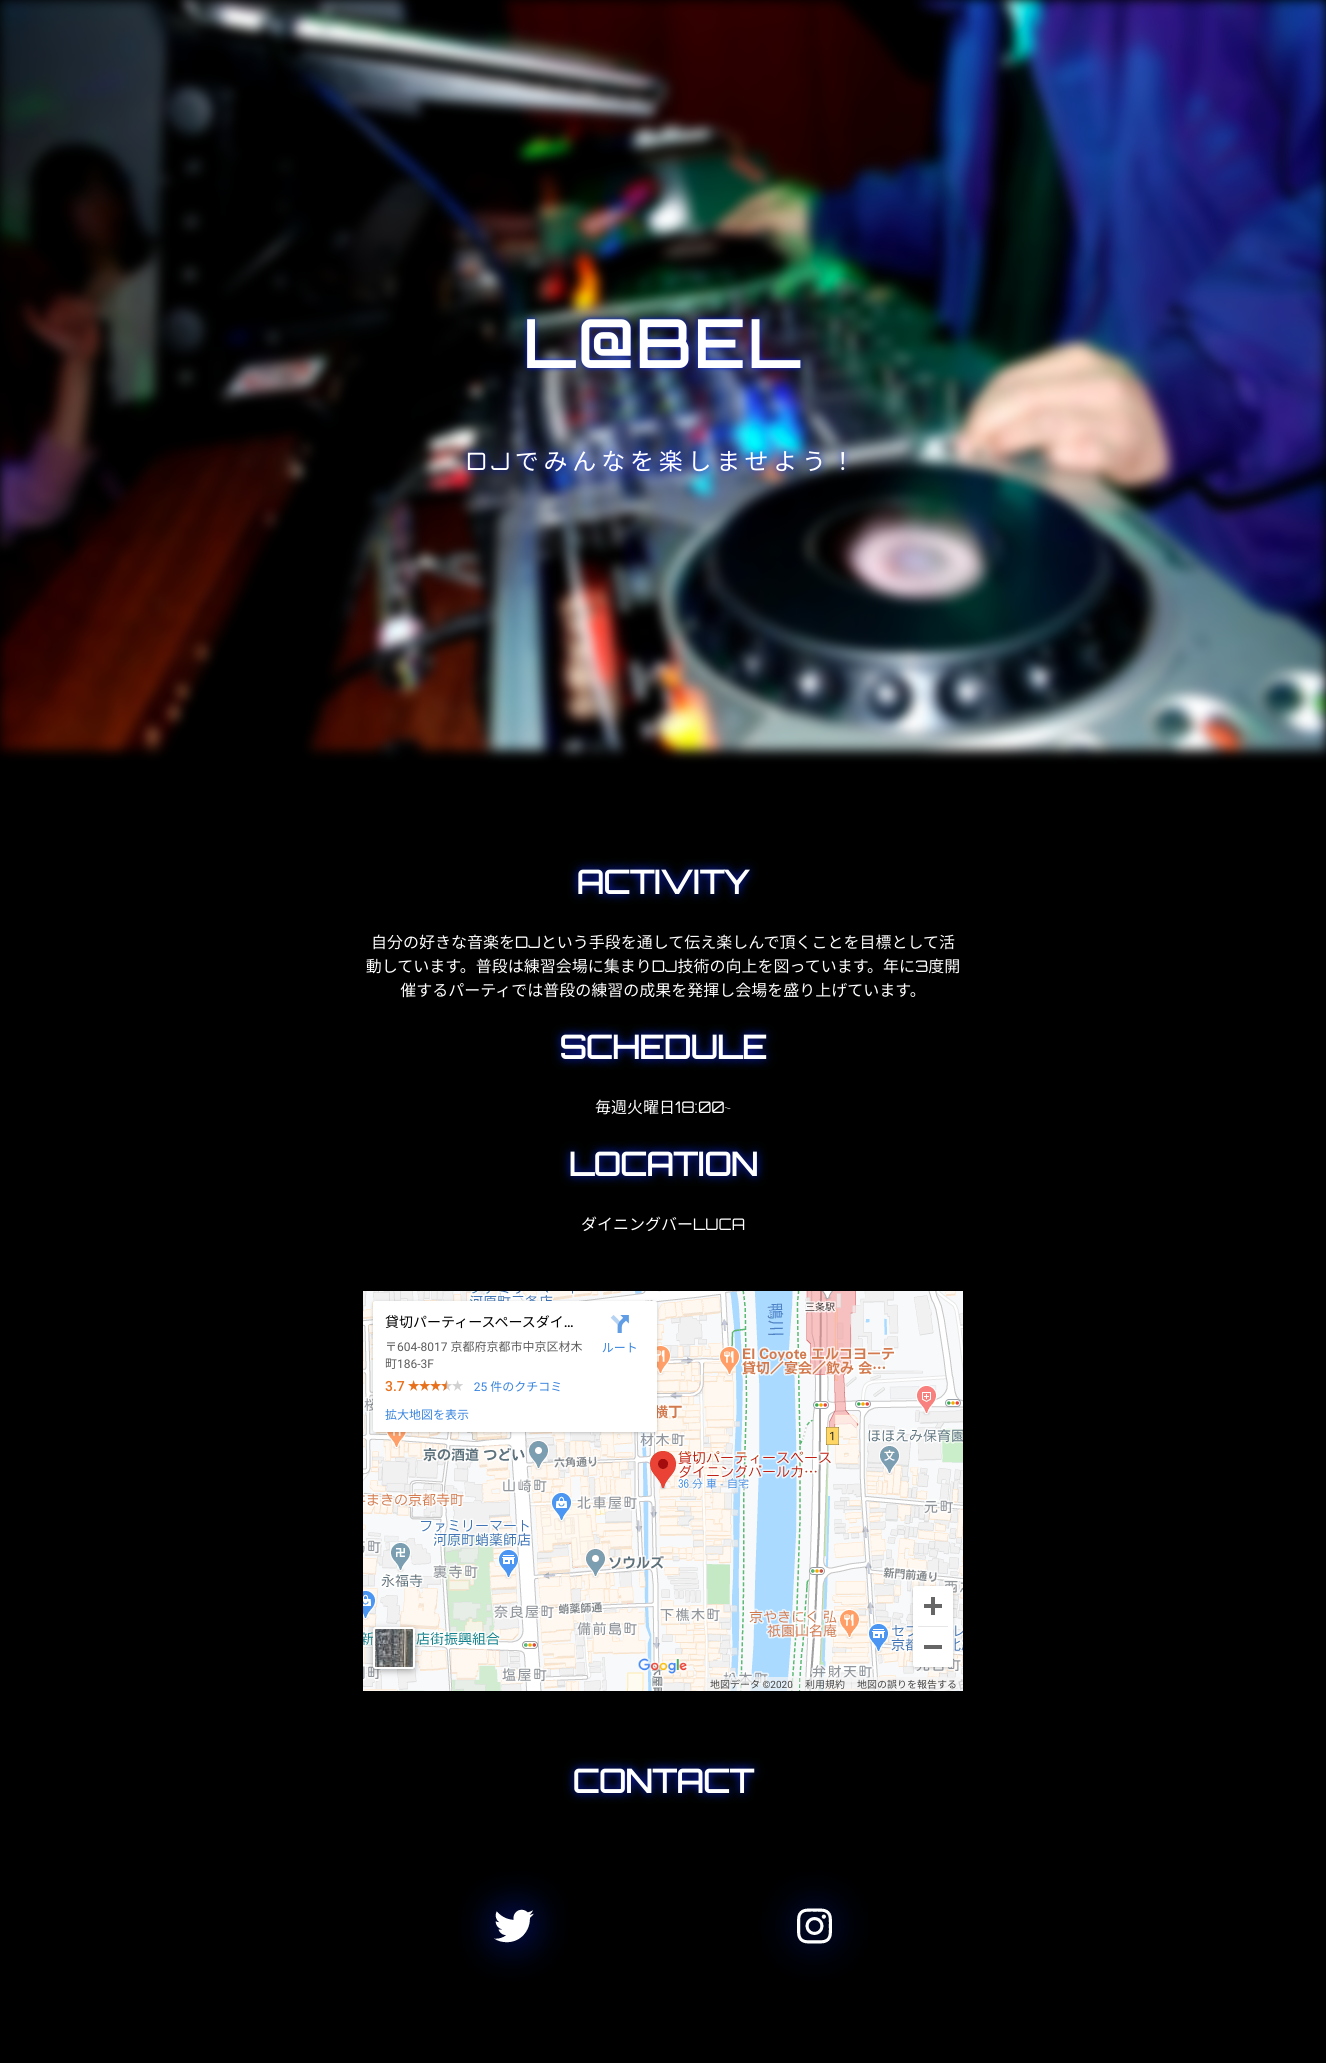 L@BEL
DJでみんなを楽しませよう！
ACTIVITY
自分の好きな音楽をDJという手段を通して伝え楽しんで頂くことを目標として活
動しています。普段は練習会場に集まりDJ技術の向上を図っています。年に3度開
催するパーティでは普段の練習の成果を発揮し会場を盛り上げています。
SCHEDULE
毎週火曜日18:00~
LOCATION
ダイニングバーLUCA
貸切パーティースペースダイ...
ルート
〒604-8017 京都府京都市中京区材木
町186-3F
3.7
25 件のクチコミ
拡大地図を表示
鴨川
三条駅
El Coyote エルコヨーテ
貸切／宴会／飲み 会…
横丁
材木町
1
ほほえみ保育園
京の酒道 つどい
六角通り
貸切パーティースペース
ダイニングバールカ…
36 分 車 - 自宅
山崎町
北車屋町
まきの京都寺町
元町
ファミリーマート
河原町蛸薬師店
ソウルズ
永福寺
裏寺町
新門前通り
奈良屋町
蛸薬師通
下樵木町
備前島町
京やきにく 弘
祇園山名庵
店街振興組合
塩屋町
弁財天町
Google
地図データ ©2020
利用規約
地図の誤りを報告する
CONTACT